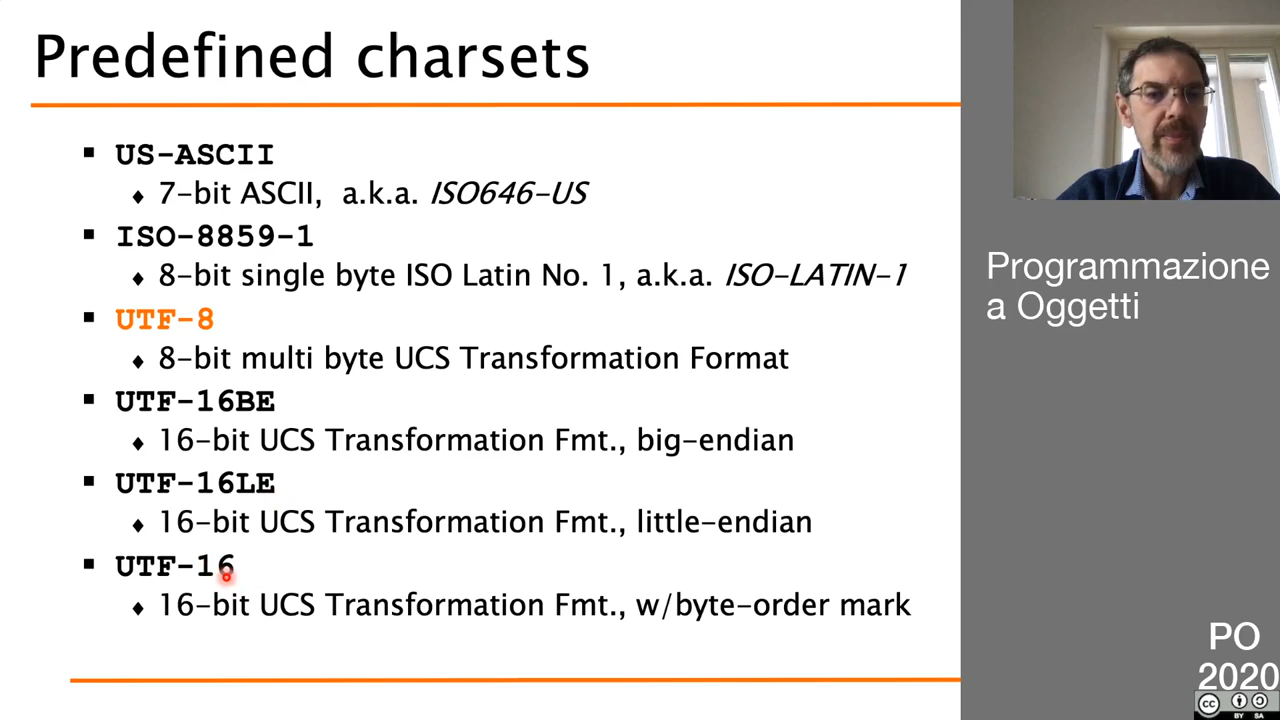 Predefined charsets
US-ASCII
7-bit ASCII, a.k.a. ISO646-US
ISO-8859-1
8-bit single byte ISO Latin No. 1, a.k.a. ISO-LATIN-1
UTF-8
8-bit multi byte UCS Transformation Format
UTF-16BE
16-bit UCS Transformation Fmt., big-endian
UTF-16LE
16-bit UCS Transformation Fmt., little-endian
UTF-16
16-bit UCS Transformation Fmt., w/byte-order mark
Programmazione
a Oggetti
PO
2020
cc
BY SA